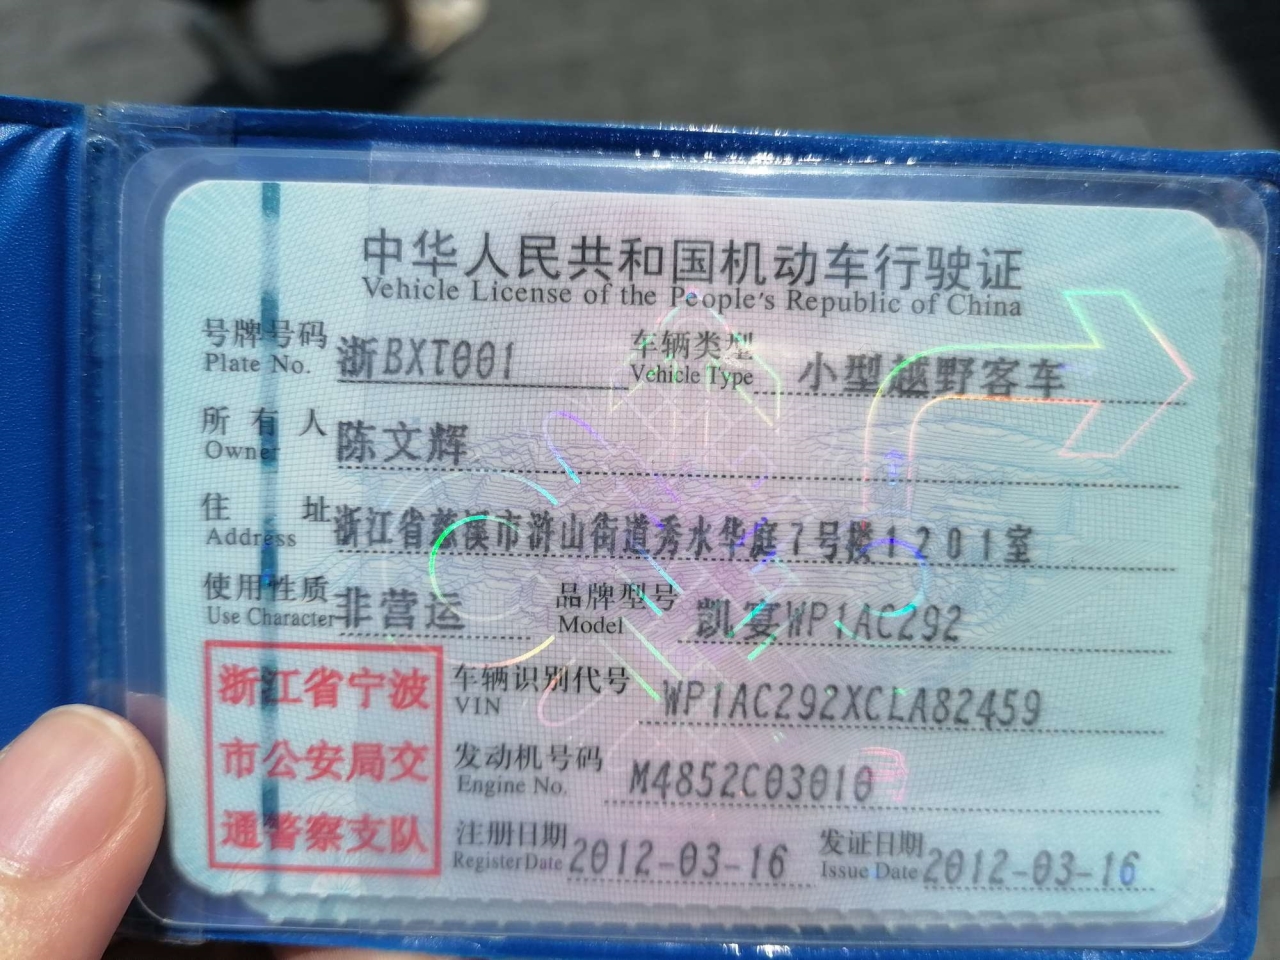 中华人民共和国机动车行驶证
Vehicle License of the People's Republic of China
号牌号码 浙BXT001 车辆类型 小型越野客车
Plate No. Vehicle Type
所有人 陈文辉
Owner
住址 浙江省慈溪市浒山街道秀水华庭7号楼1201室
Address
使用性质 非营运 品牌型号 凯宴WP1AC292
Use Character Model
浙江省宁波
市公安局交
通警察支队
车辆识别代号 WP1AC292XCLA82459
VIN
发动机号码 M4852C03010
Engine No.
注册日期 2012-03-16 发证日期 2012-03-16
Register Date Issue Date